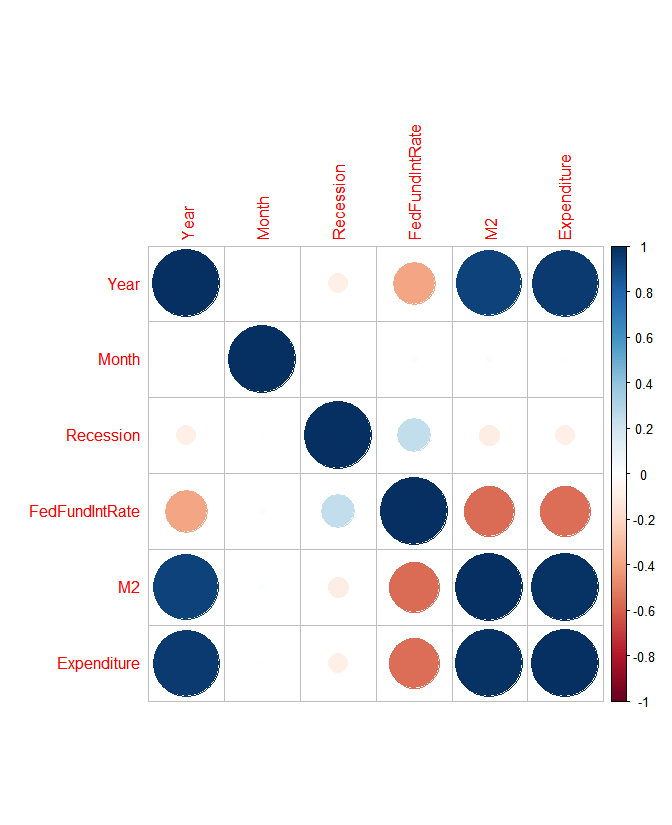 Year
Month
Recession
FedFundIntRate
M2
Expenditure
Year
Month
Recession
FedFundIntRate
M2
Expenditure
1
0.8
0.6
0.4
0.2
0
-0.2
-0.4
-0.6
-0.8
-1